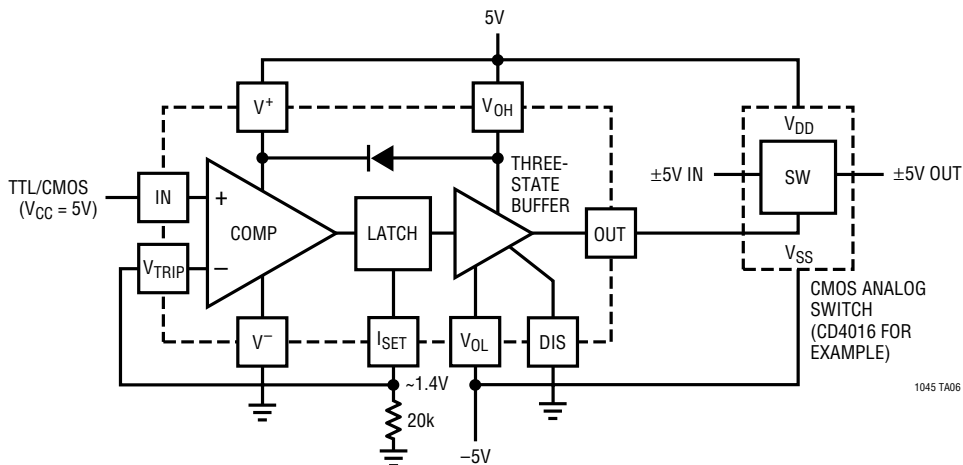 5V
V+
VOH
VDD
THREE-
STATE
BUFFER
TTL/CMOS
(VCC = 5V)
IN
+
COMP
LATCH
OUT
±5V IN
SW
±5V OUT
VTRIP
–
VSS
CMOS ANALOG
SWITCH
(CD4016 FOR
EXAMPLE)
V–
ISET
VOL
DIS
~1.4V
20k
–5V
1045 TA06